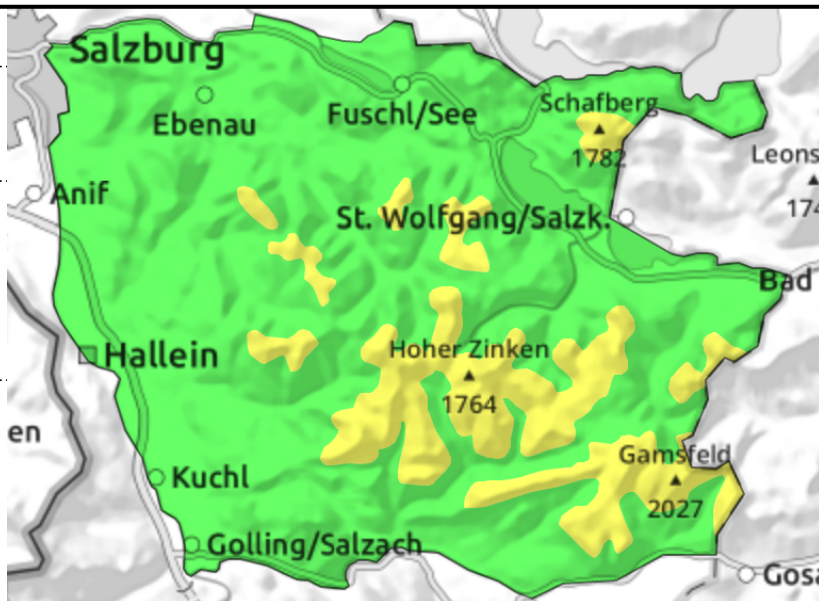 Salzburg
Schafberg
Fuschl/See
Ebenau
1782
Leons
Anif
174
St. Wolfgang/Salzk.
Bad
Hallein
Hoher Zinken
1764
en
Gamsfeld
Kuchl
2027
Golling/Salzach
Gosa